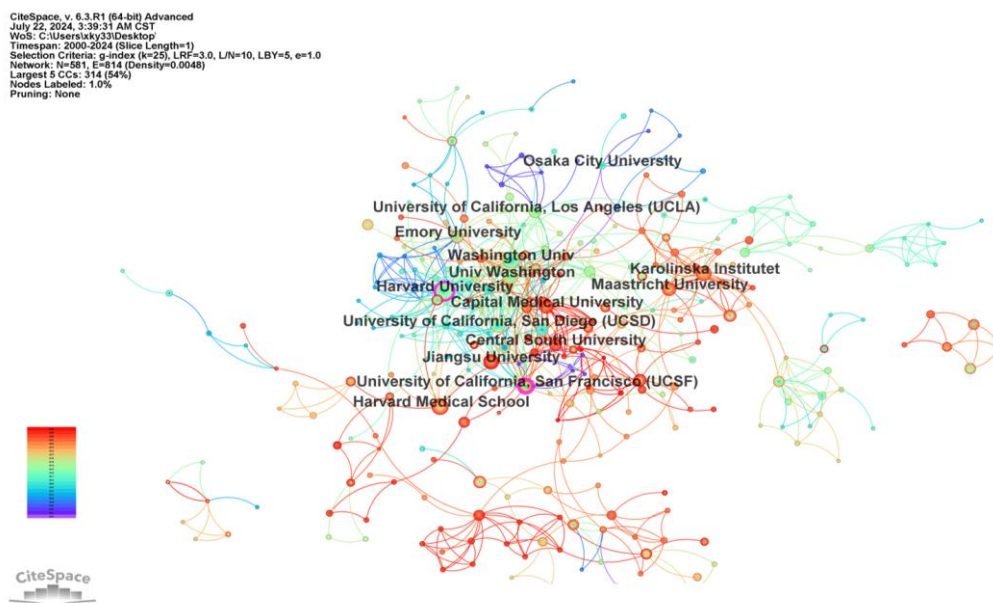 CiteSpace, v. 6.3.R1 (64-bit) Advanced
July 22, 2024, 3:39:31 AM CST
WoS: C:\Users\xky33\Desktop
Timespan: 2000-2024 (Slice Length=1)
Selection Criteria: g-index (k=25), LRF=3.0, L/N=10, LBY=5, e=1.0
Network: N=581, E=814 (Density=0.0048)
Largest 5 CCs: 314 (54%)
Nodes Labeled: 1.0%
Pruning: None
Osaka City University
University of California, Los Angeles (UCLA)
Emory University
Washington Univ
Univ Washington
Karolinska Institutet
Harvard University
Maastricht University
Capital Medical University
University of California, San Diego (UCSD)
Central South University
Jiangsu University
University of California, San Francisco (UCSF)
Harvard Medical School
CiteSpace